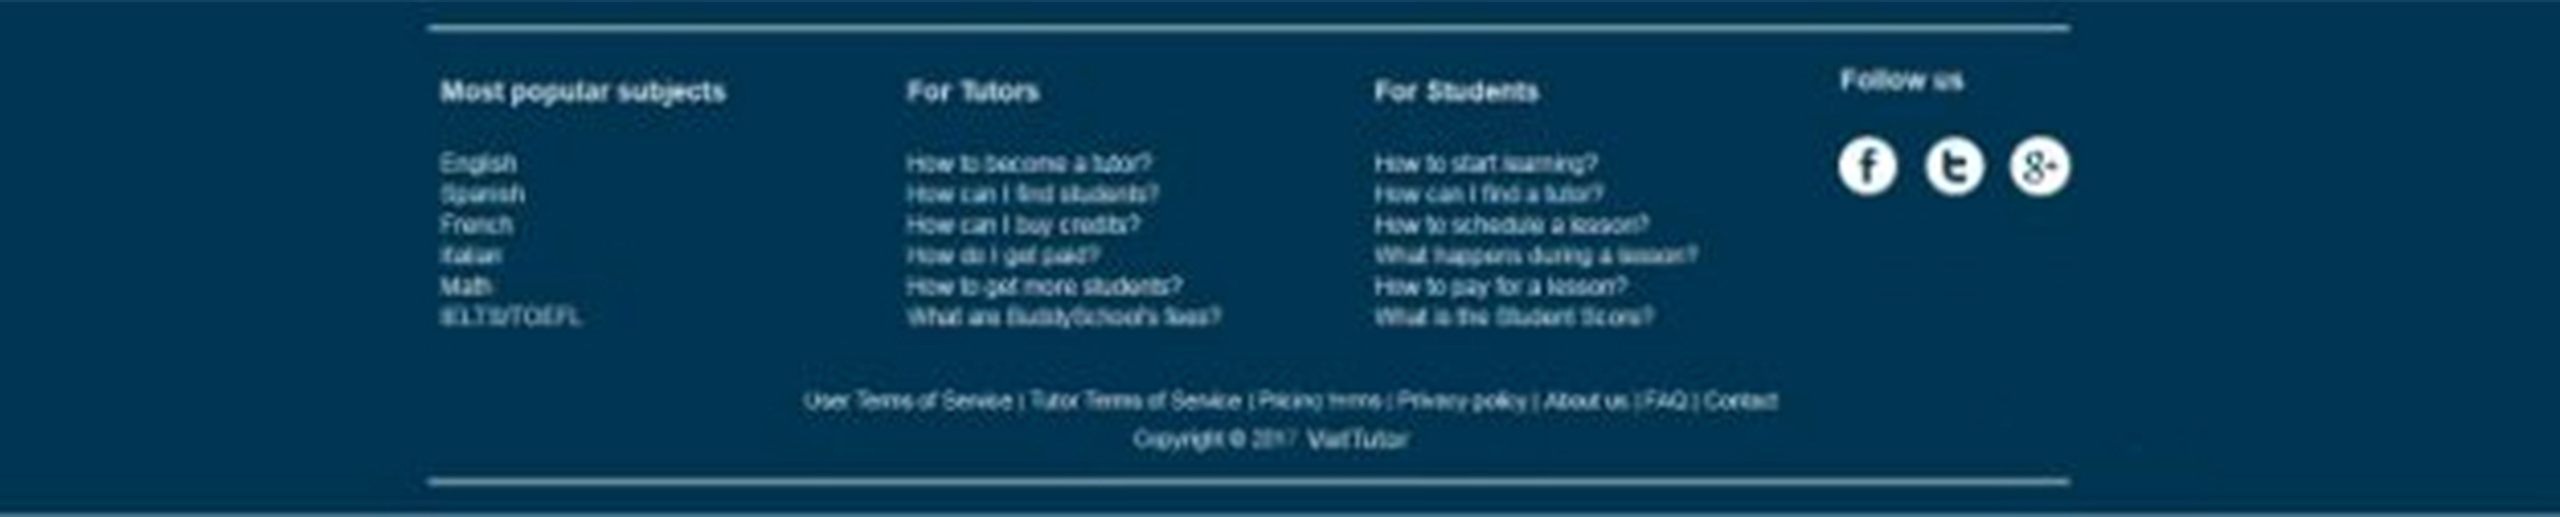 Most popular subjects
English
Spanish
French
Italian
Math
IELTS/TOEFL
For Tutors
How to become a tutor?
How can I find students?
How can I buy credits?
How do I get paid?
How to get more students?
What are BuddySchool's fees?
For Students
How to start learning?
How can I find a tutor?
How to schedule a lesson?
What happens during a lesson?
How to pay for a lesson?
What is the Student Score?
Follow us
f t g+
User Terms of Service | Tutor Terms of Service | Pricing terms | Privacy policy | About us | FAQ | Contact
Copyright © 2017